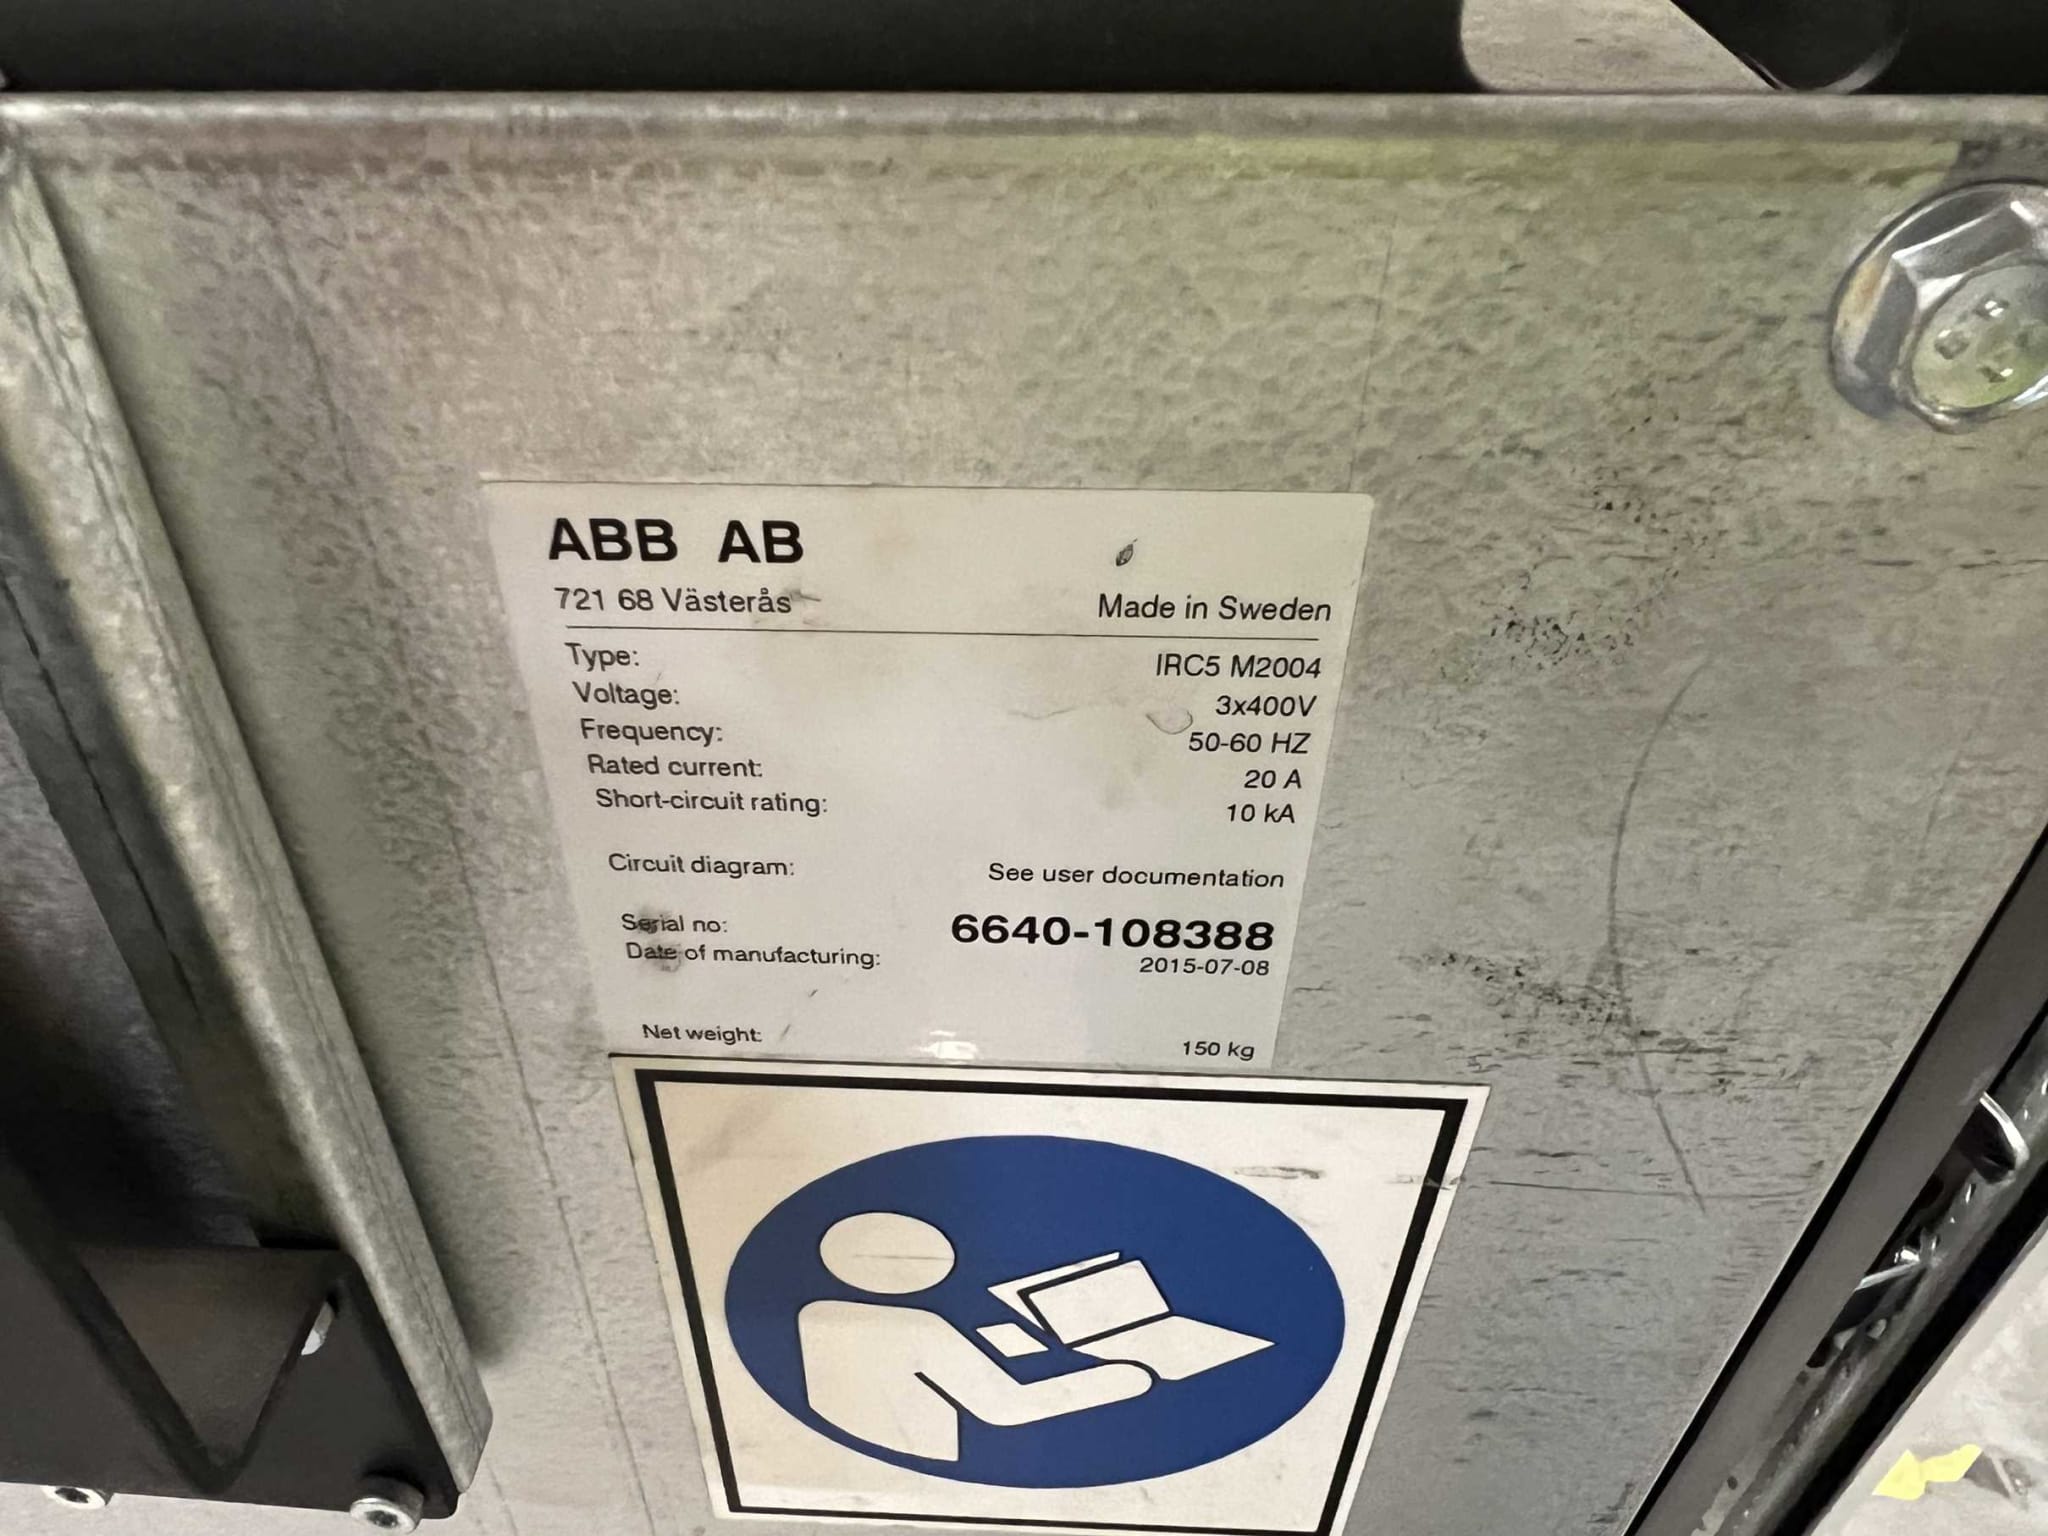 ABB AB
721 68 Västerås Made in Sweden
Type: IRC5 M2004
Voltage: 3x400V
Frequency: 50-60 HZ
Rated current: 20 A
Short-circuit rating: 10 kA
Circuit diagram: See user documentation
Serial no: 6640-108388
Date of manufacturing: 2015-07-08
Net weight: 150 kg